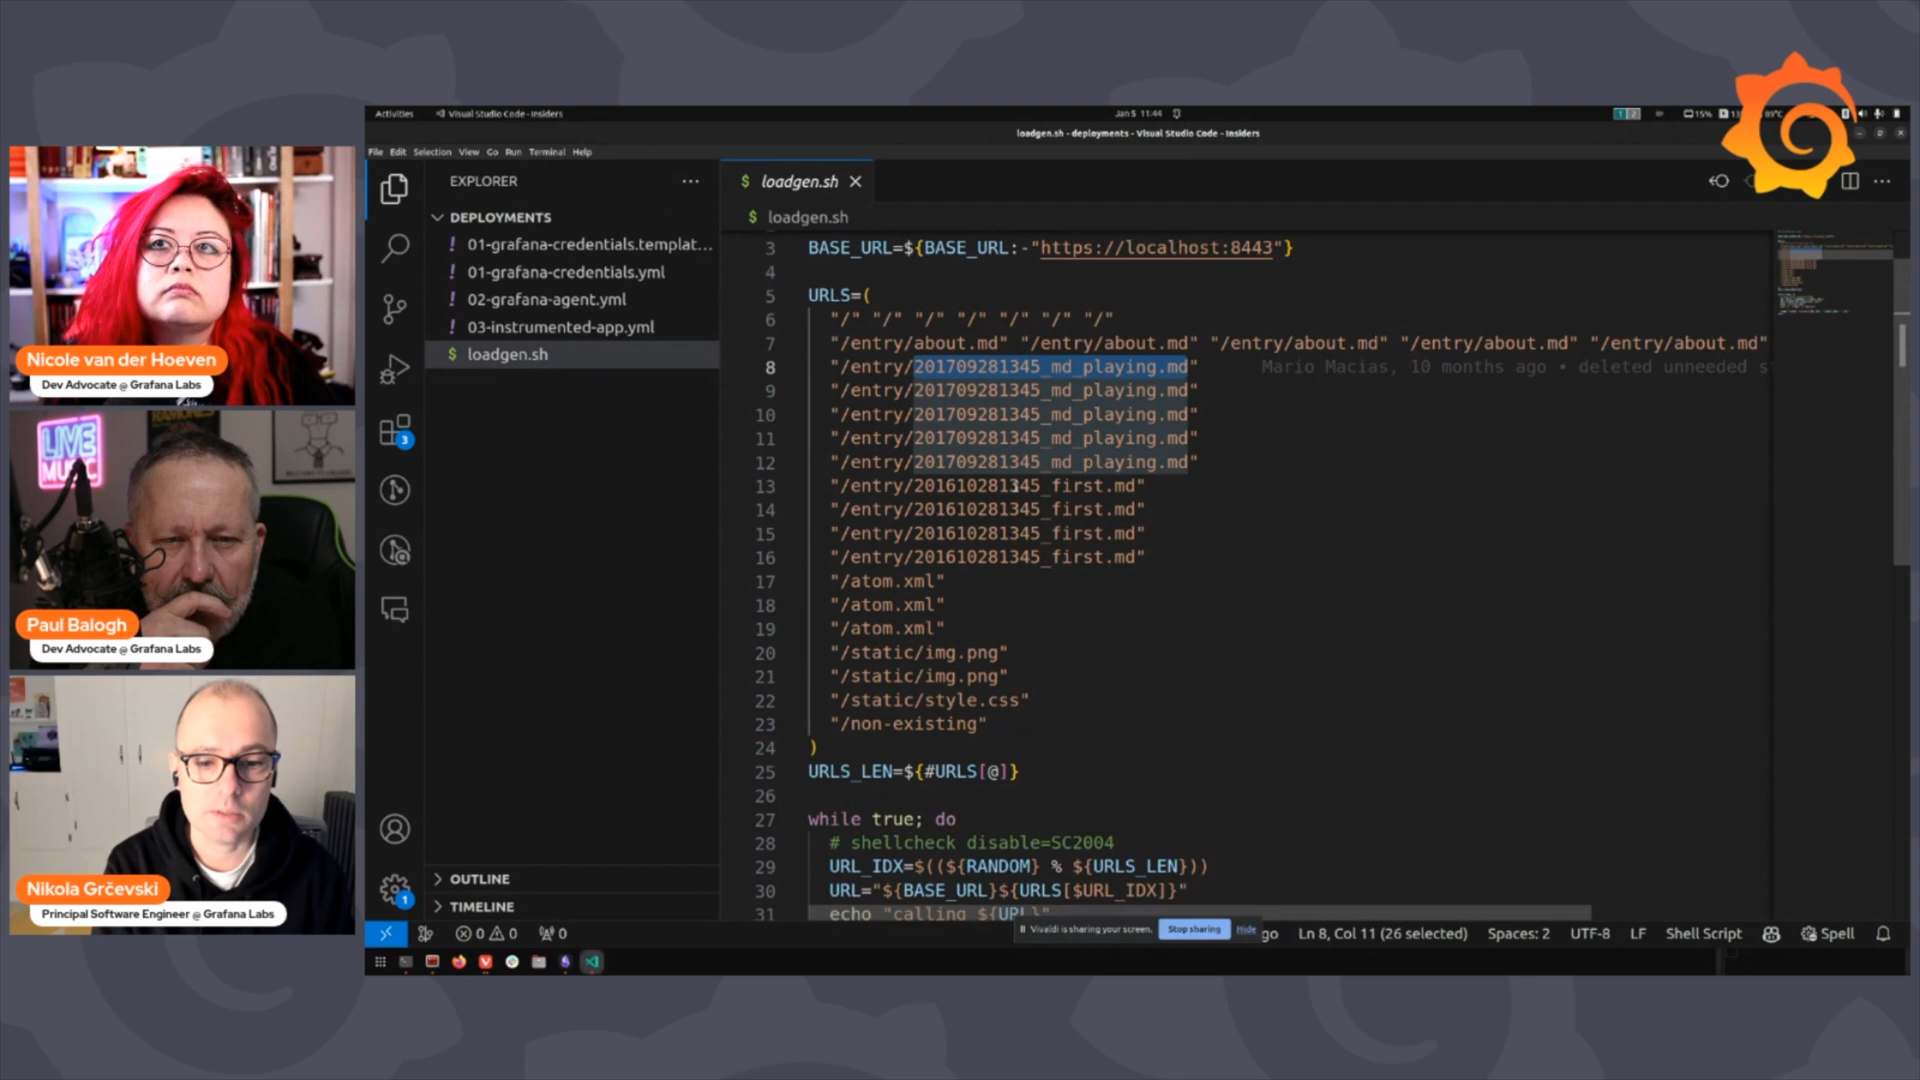 Activities
Visual Studio Code - Insiders
Jan 5 11:44
15%
loadgen.sh - deployments - Visual Studio Code - Insiders
File Edit Selection View Go Run Terminal Help
EXPLORER
DEPLOYMENTS
! 01-grafana-credentials.templat...
! 01-grafana-credentials.yml
! 02-grafana-agent.yml
! 03-instrumented-app.yml
$ loadgen.sh
OUTLINE
TIMELINE
3
1
$ loadgen.sh
$ loadgen.sh
3 BASE_URL=${BASE_URL:-"https://localhost:8443"}
4
5 URLS=(
6 "/" "/" "/" "/" "/" "/" "/"
7 "/entry/about.md" "/entry/about.md" "/entry/about.md" "/entry/about.md" "/entry/about.md"
8 "/entry/201709281345_md_playing.md" Mario Macias, 10 months ago • deleted unneeded s
9 "/entry/201709281345_md_playing.md"
10 "/entry/201709281345_md_playing.md"
11 "/entry/201709281345_md_playing.md"
12 "/entry/201709281345_md_playing.md"
13 "/entry/201610281345_first.md"
14 "/entry/201610281345_first.md"
15 "/entry/201610281345_first.md"
16 "/entry/201610281345_first.md"
17 "/atom.xml"
18 "/atom.xml"
19 "/atom.xml"
20 "/static/img.png"
21 "/static/img.png"
22 "/static/style.css"
23 "/non-existing"
24 )
25 URLS_LEN=${#URLS[@]}
26
27 while true; do
28 # shellcheck disable=SC2004
29 URL_IDX=$((${RANDOM} % ${URLS_LEN}))
30 URL="${BASE_URL}${URLS[$URL_IDX]}"
31 echo "calling ${URL}"
0 0 0
Vivaldi is sharing your screen. Stop sharing Hide
go Ln 8, Col 11 (26 selected) Spaces: 2 UTF-8 LF Shell Script Spell
Nicole van der Hoeven
Dev Advocate @ Grafana Labs
RAMONES
LIVE
MUSIC
Paul Balogh
Dev Advocate @ Grafana Labs
Nikola Grčevski
Principal Software Engineer @ Grafana Labs